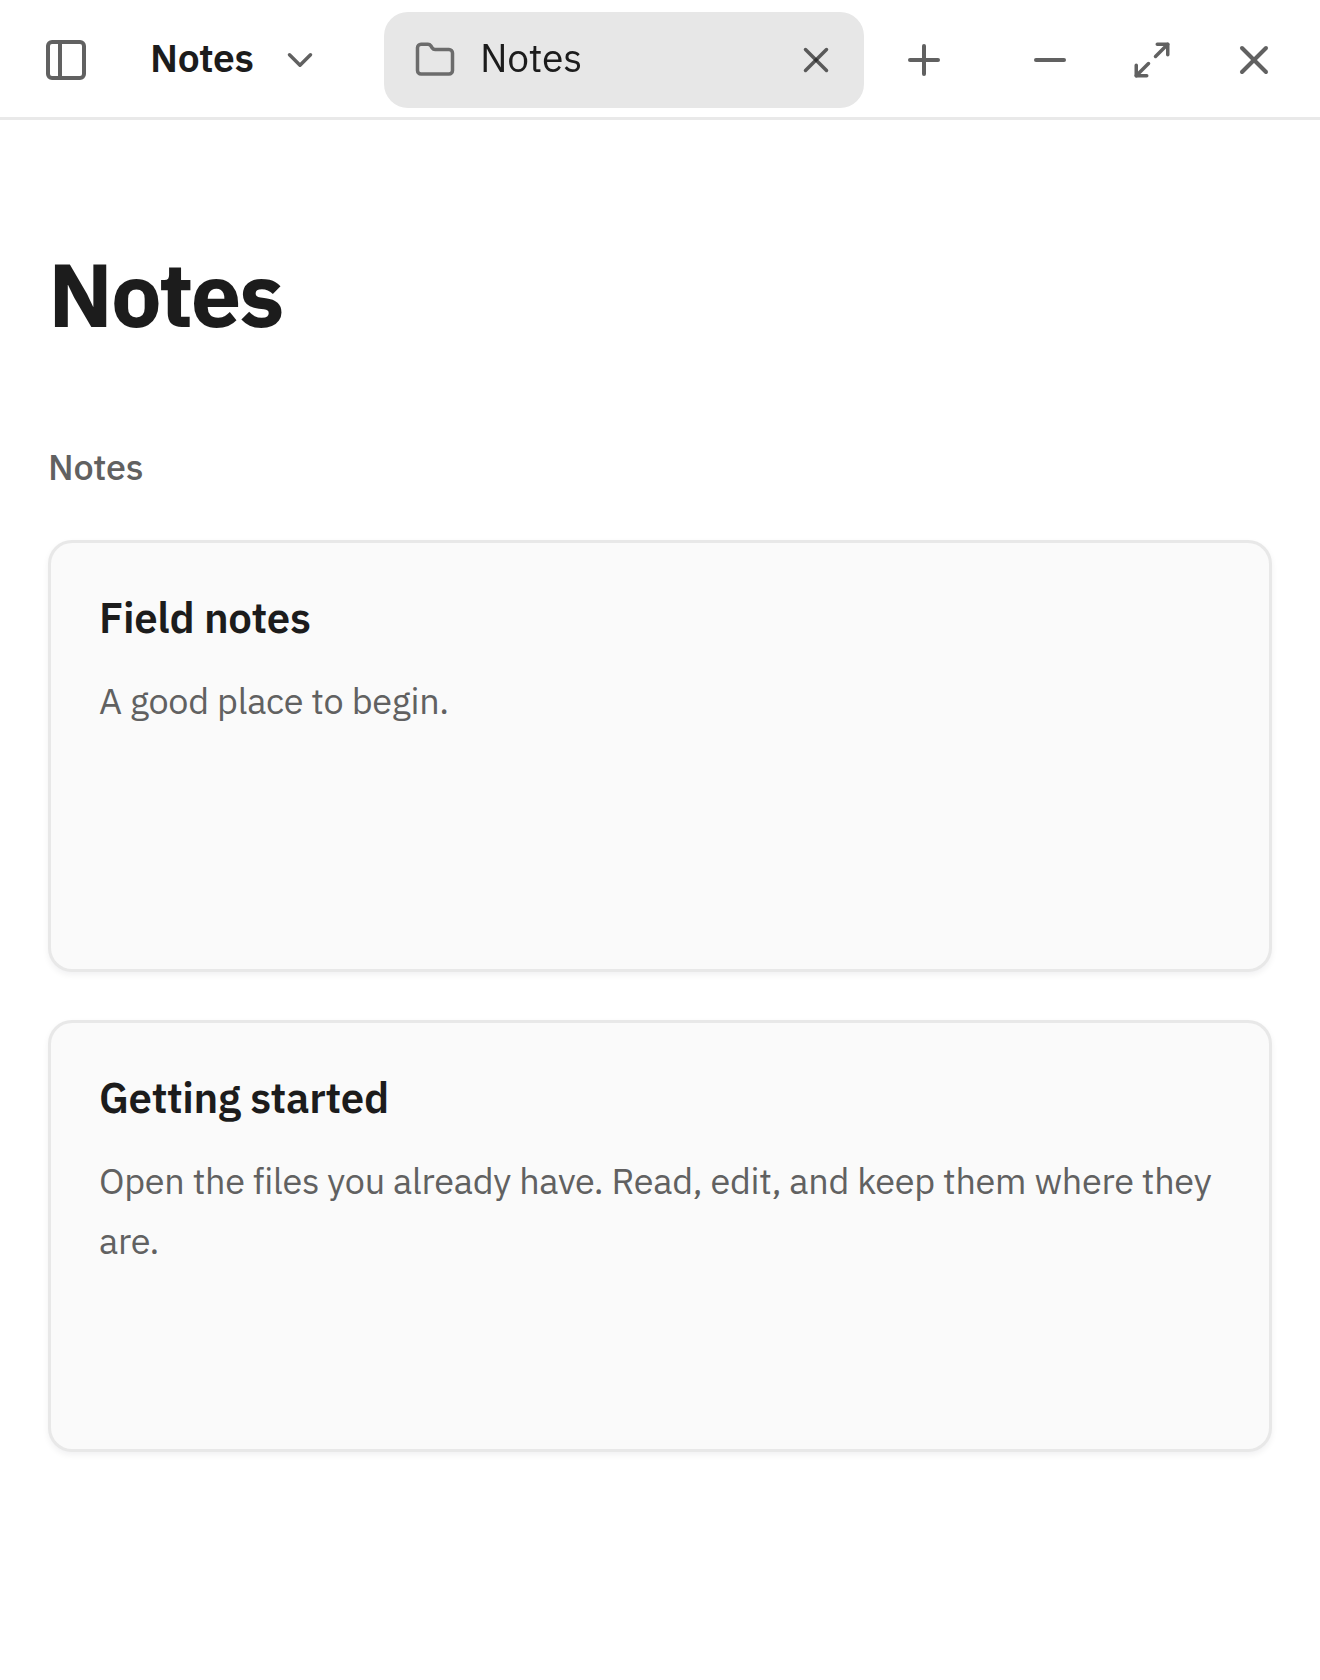 Notes
Notes
Notes
Notes
Field notes
A good place to begin.
Getting started
Open the files you already have. Read, edit, and keep them where they
are.